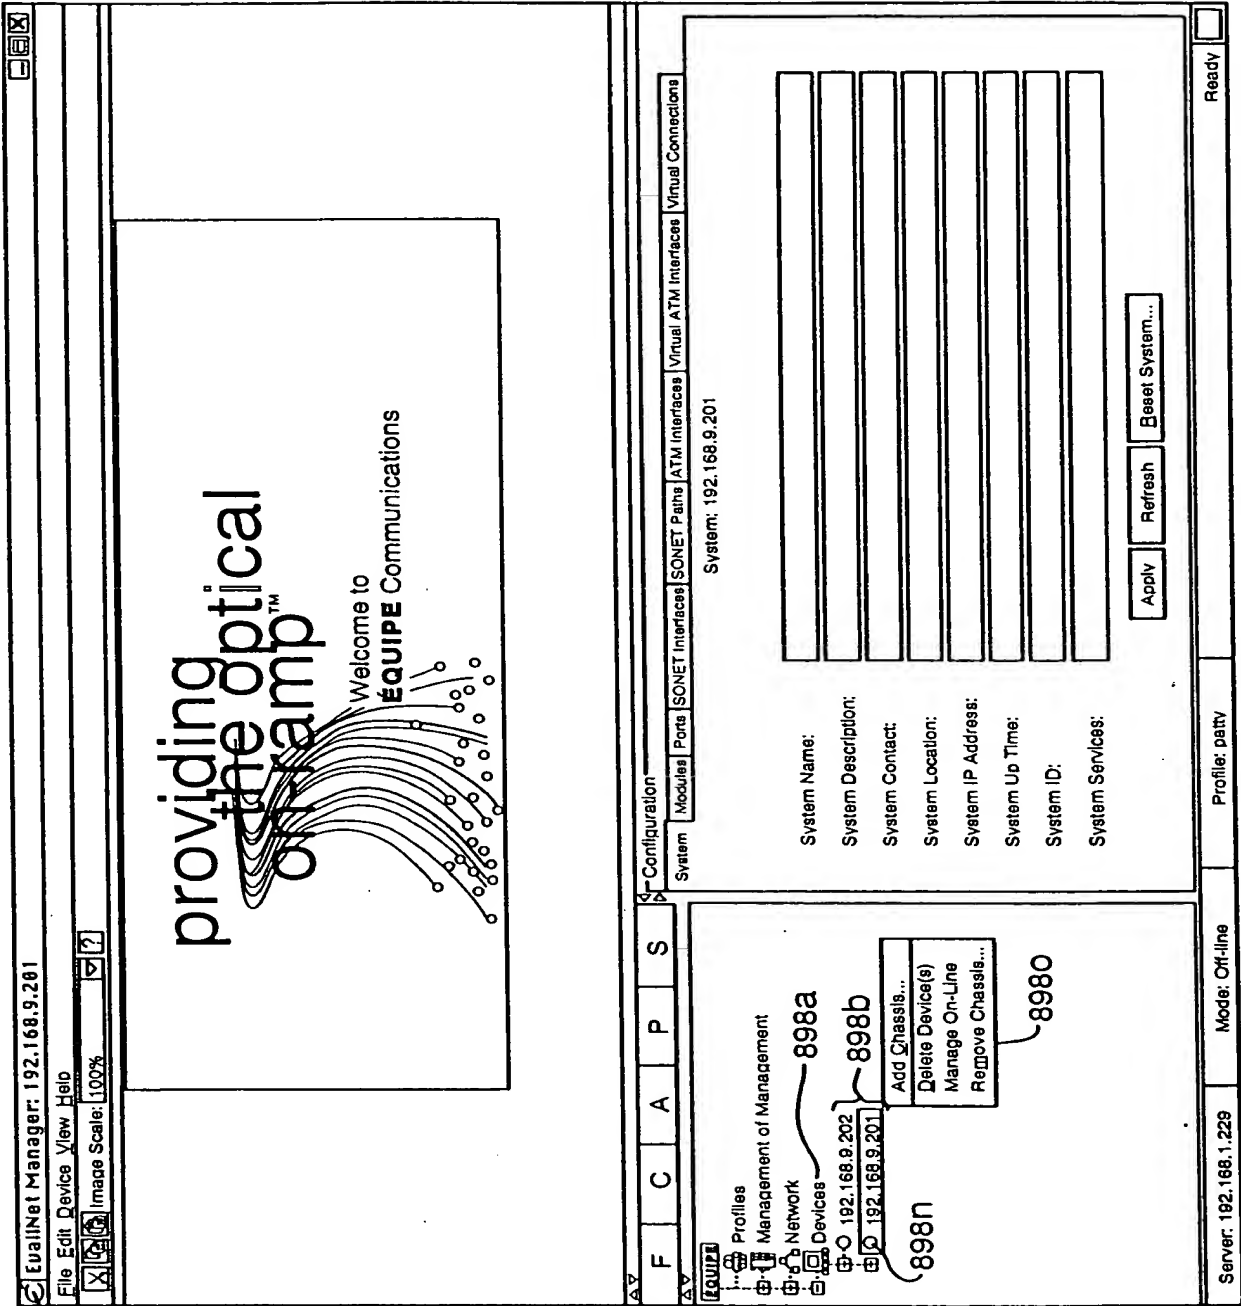 EuallNet Manager: 192.168.9.201
File Edit Device View Help
Image Scale: 100%
?
providing
the optical
on-ramp™
Welcome to
EQUIPE Communications
F C A P S
EQUIPE
Profiles
Management of Management
Network
Devices
192.168.9.202
192.168.9.201
898a
898b
898n
Add Chassis...
Delete Device(s)
Manage On-Line
Remove Chassis...
898o
Configuration
System Modules Ports SONET Interfaces SONET Paths ATM Interfaces Virtual ATM Interfaces Virtual Connections
System: 192.168.9.201
System Name:
System Description:
System Contact:
System Location:
System IP Address:
System Up Time:
System ID:
System Services:
Apply Refresh Reset System...
Server: 192.168.1.229 Mode: Off-line Profile: patty Ready